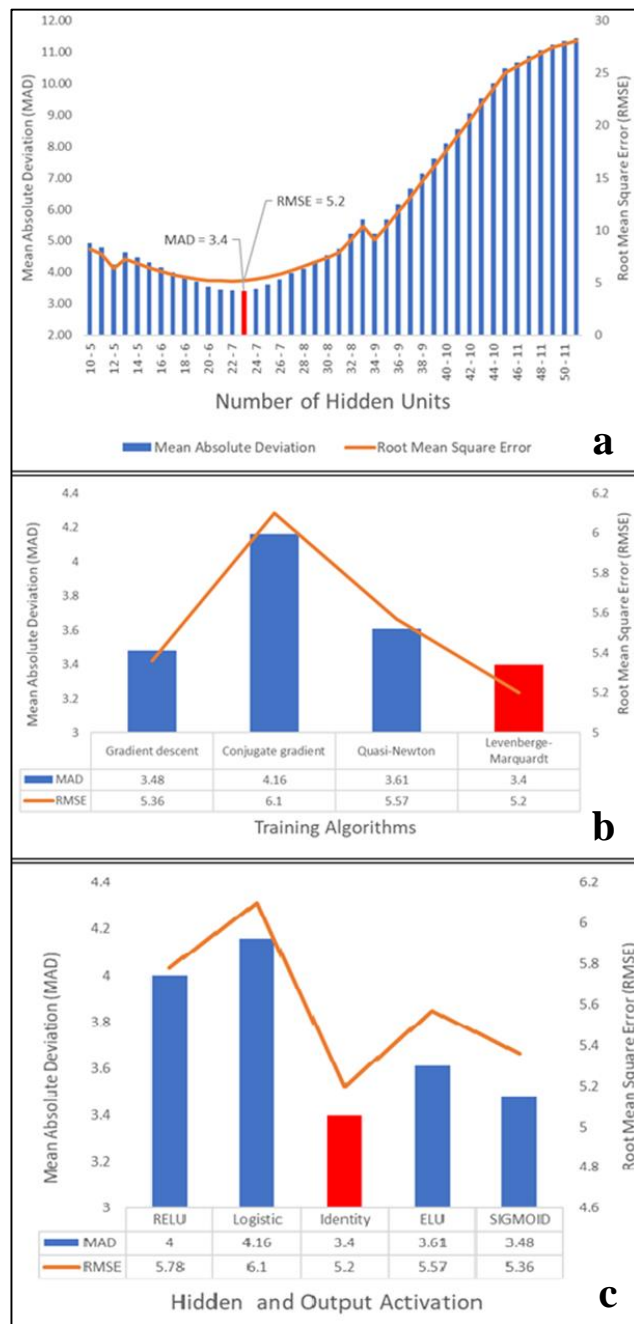 12.00
11.00
10.00
9.00
8.00
7.00
6.00
5.00
4.00
3.00
2.00
Mean Absolute Deviation (MAD)
30
25
20
15
10
5
0
Root Mean Square Error (RMSE)
RMSE = 5.2
MAD = 3.4
10 - 5
12 - 5
14 - 5
16 - 6
18 - 6
20 - 6
22 - 7
24 - 7
26 - 7
28 - 8
30 - 8
32 - 8
34 - 9
36 - 9
38 - 9
40 - 10
42 - 10
44 - 10
46 - 11
48 - 11
50 - 11
Number of Hidden Units
Mean Absolute Deviation Root Mean Square Error
a
4.4
4.2
4
3.8
3.6
3.4
3.2
3
Mean Absolute Deviation (MAD)
6.2
6
5.8
5.6
5.4
5.2
5
Root Mean Square Error (RMSE)
Gradient descent Conjugate gradient Quasi-Newton Levenberge-
Marquardt
MAD 3.48 4.16 3.61 3.4
RMSE 5.36 6.1 5.57 5.2
Training Algorithms
b
4.4
4.2
4
3.8
3.6
3.4
3.2
3
Mean Absolute Deviation (MAD)
6.2
6
5.8
5.6
5.4
5.2
5
4.8
4.6
Root Mean Square Error (RMSE)
RELU Logistic Identity ELU SIGMOID
MAD 4 4.16 3.4 3.61 3.48
RMSE 5.78 6.1 5.2 5.57 5.36
Hidden and Output Activation
c